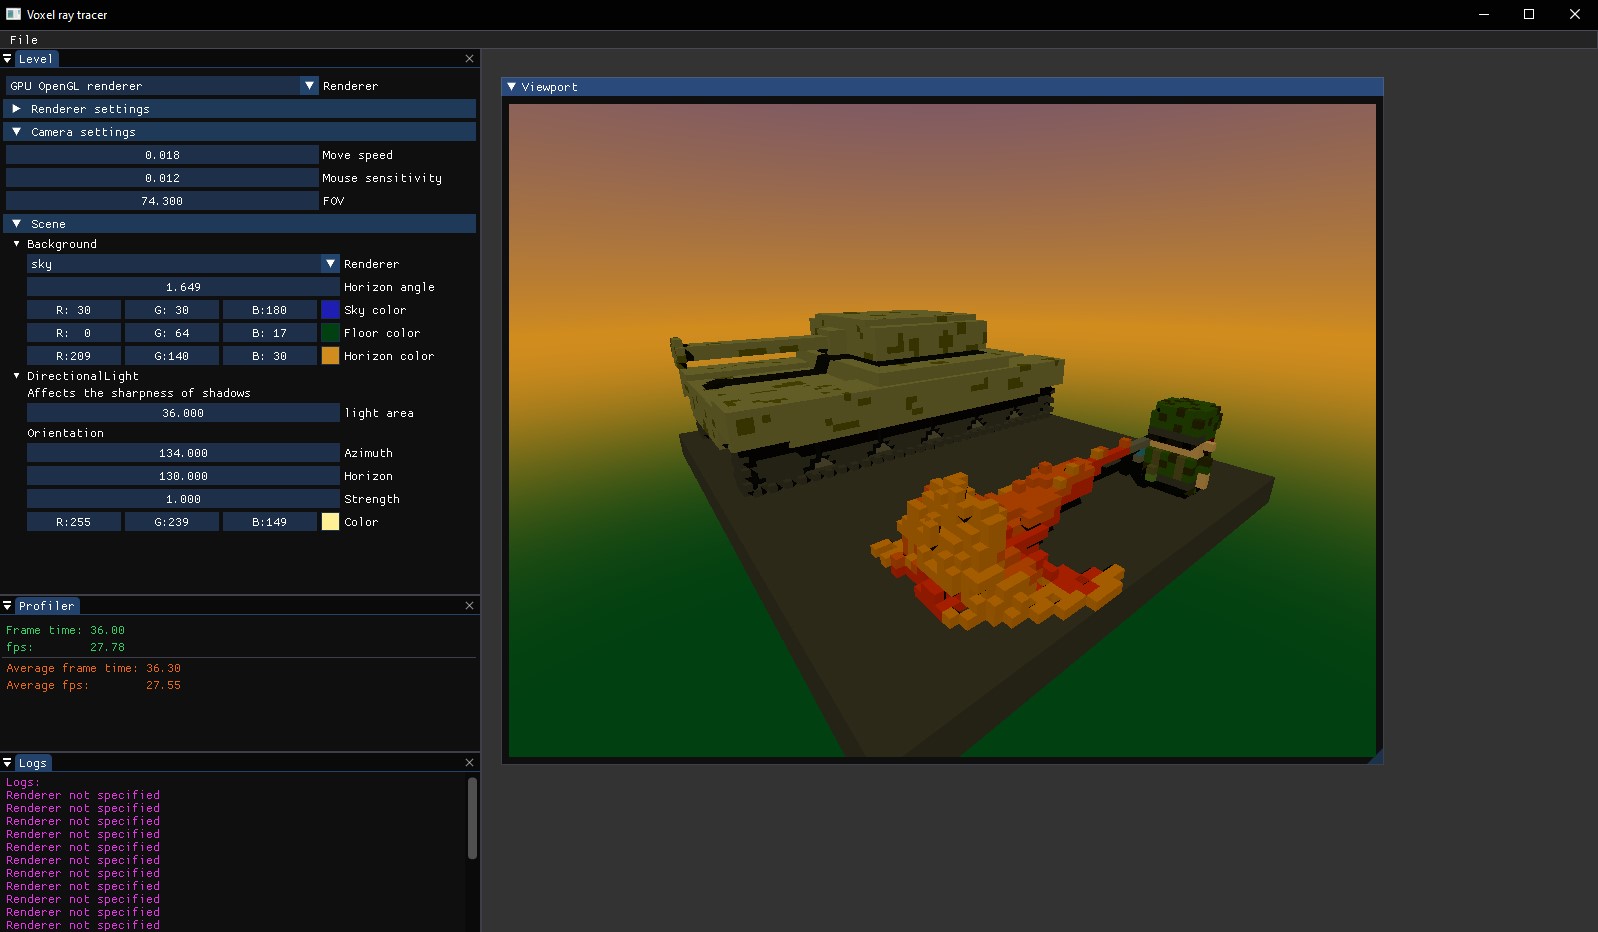 Voxel ray tracer
File
Level
GPU OpenGL renderer Renderer
Renderer settings
Camera settings
0.018 Move speed
0.012 Mouse sensitivity
74.300 FOV
Scene
Background
sky Renderer
1.649 Horizon angle
R: 30 G: 30 B:180 Sky color
R: 0 G: 64 B: 17 Floor color
R:209 G:140 B: 30 Horizon color
DirectionalLight
Affects the sharpness of shadows
36.000 light area
Orientation
134.000 Azimuth
130.000 Horizon
1.000 Strength
R:255 G:239 B:149 Color
Profiler
Frame time: 36.00
fps: 27.78
Average frame time: 36.30
Average fps: 27.55
Logs
Logs:
Renderer not specified
Renderer not specified
Renderer not specified
Renderer not specified
Renderer not specified
Renderer not specified
Renderer not specified
Renderer not specified
Renderer not specified
Renderer not specified
Renderer not specified
Viewport